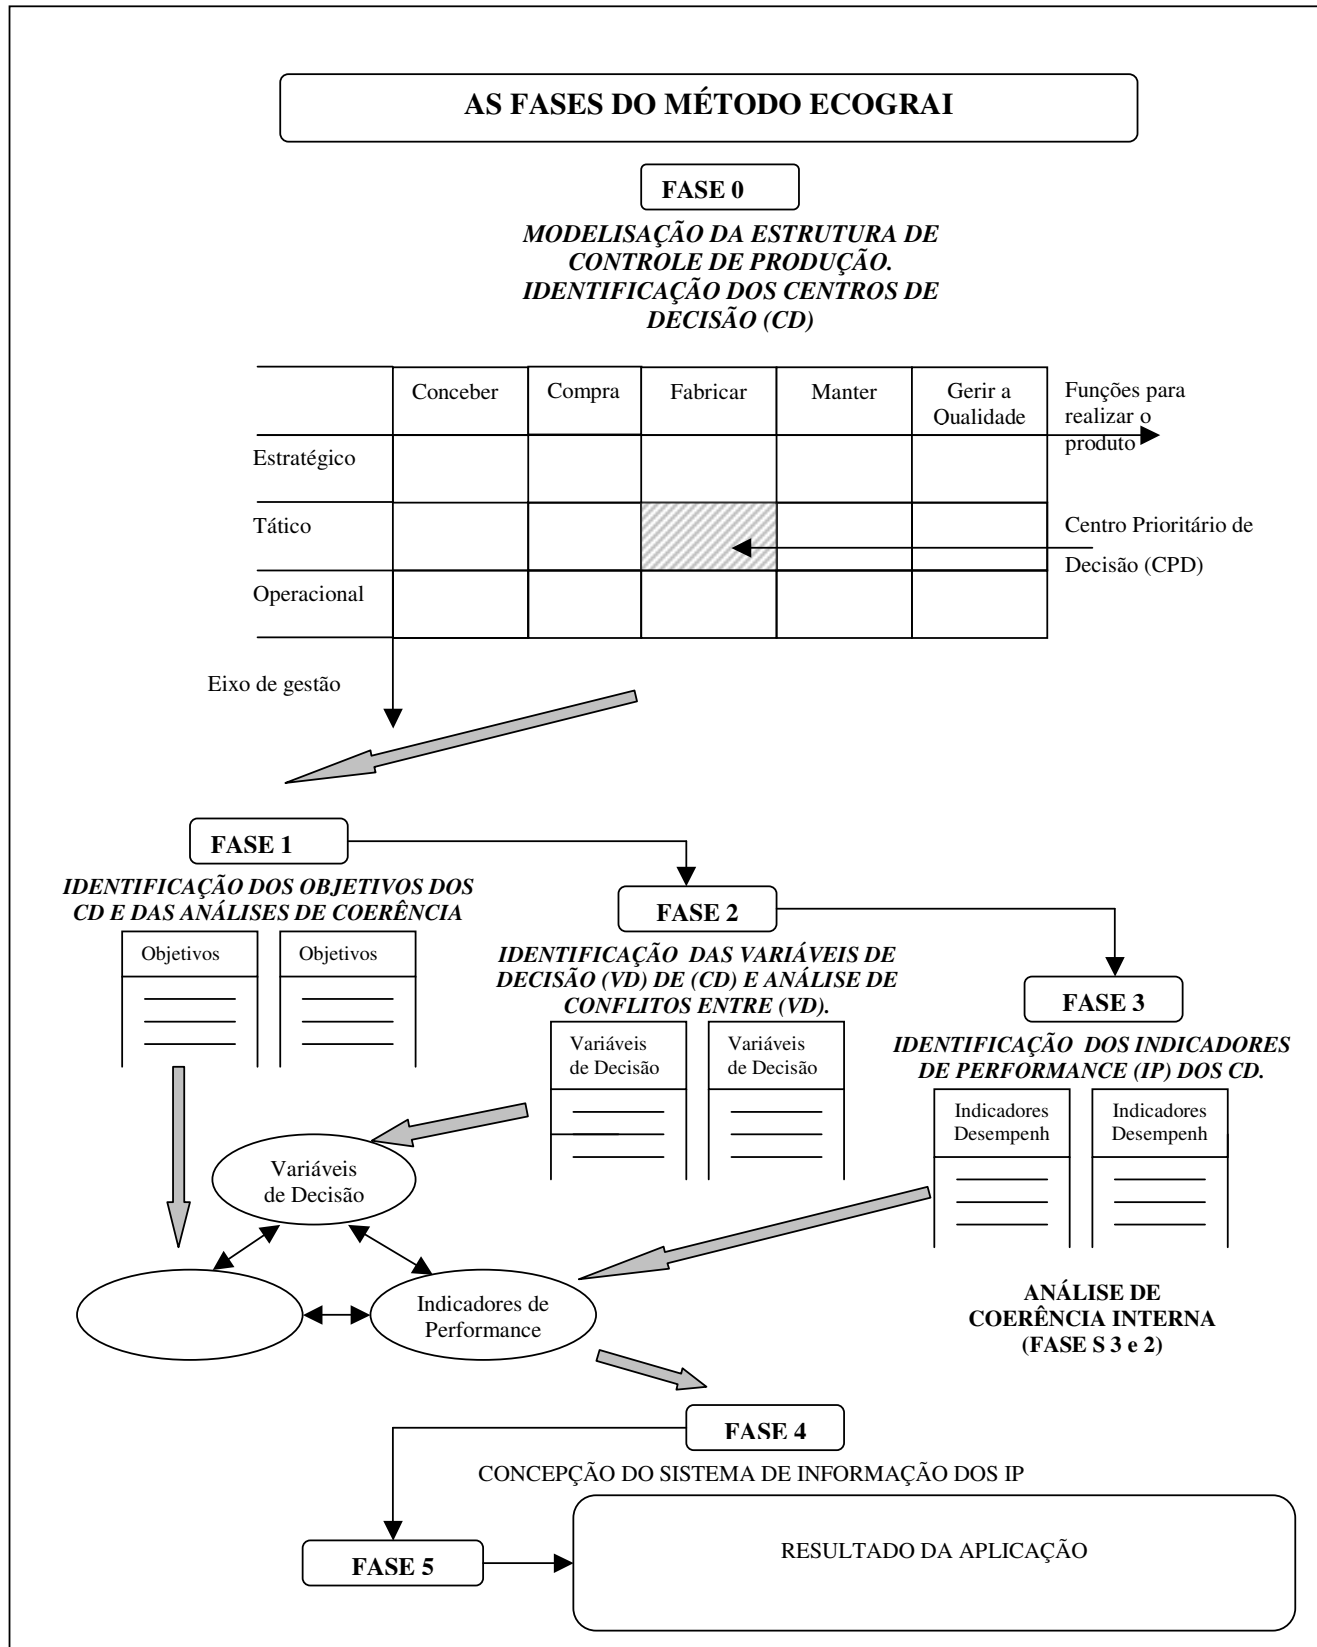 AS FASES DO MÉTODO ECOGRAI
FASE 0
MODELISAÇÃO DA ESTRUTURA DE
CONTROLE DE PRODUÇÃO.
IDENTIFICAÇÃO DOS CENTROS DE
DECISÃO (CD)
Conceber
Compra
Fabricar
Manter
Gerir a
Qualidade
Funções para
realizar o
produto
Estratégico
Tático
Centro Prioritário de
Decisão (CPD)
Operacional
Eixo de gestão
FASE 1
IDENTIFICAÇÃO DOS OBJETIVOS DOS
CD E DAS ANÁLISES DE COERÊNCIA
Objetivos
Objetivos
FASE 2
IDENTIFICAÇÃO DAS VARIÁVEIS DE
DECISÃO (VD) DE (CD) E ANÁLISE DE
CONFLITOS ENTRE (VD).
Variáveis
de Decisão
Variáveis
de Decisão
FASE 3
IDENTIFICAÇÃO DOS INDICADORES
DE PERFORMANCE (IP) DOS CD.
Indicadores
Desempenh
Indicadores
Desempenh
Variáveis
de Decisão
Indicadores de
Performance
ANÁLISE DE
COERÊNCIA INTERNA
(FASE S 3 e 2)
FASE 4
CONCEPÇÃO DO SISTEMA DE INFORMAÇÃO DOS IP
FASE 5
RESULTADO DA APLICAÇÃO